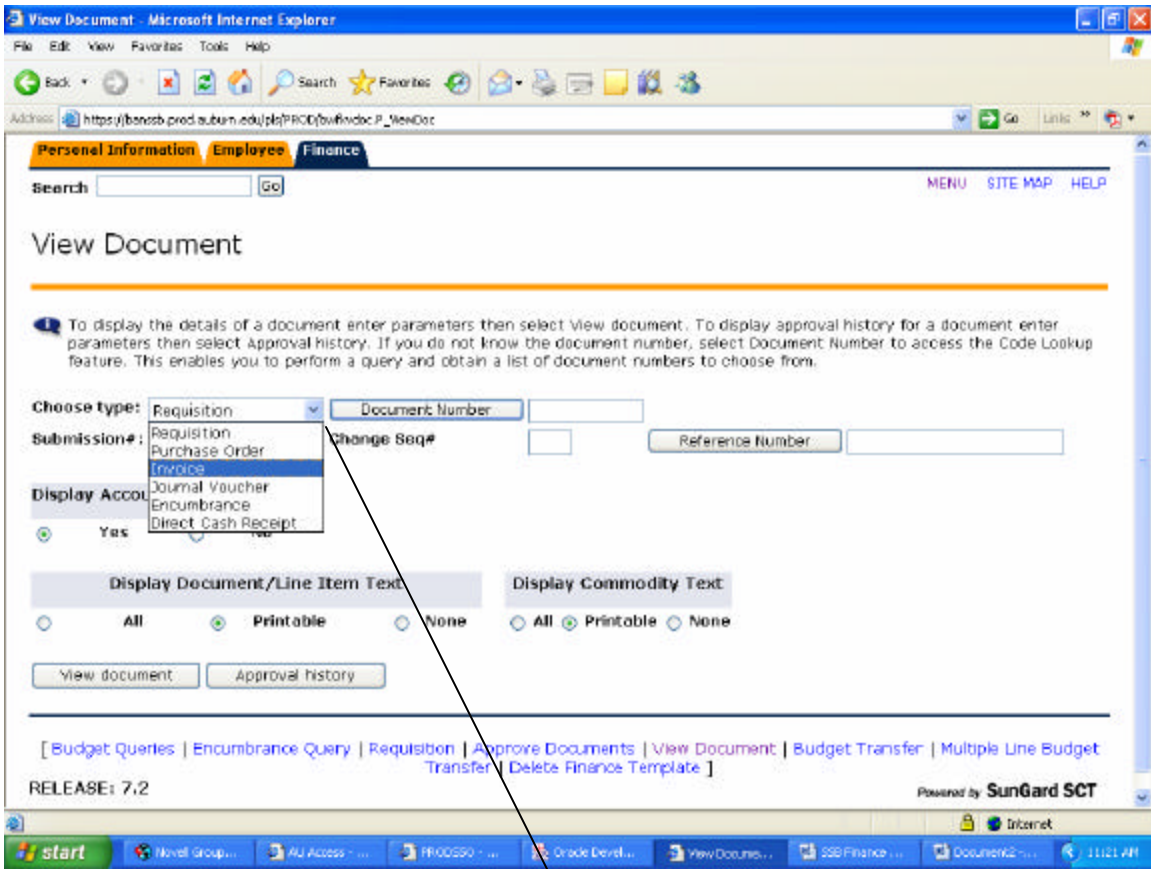 View Document - Microsoft Internet Explorer
File Edit View Favorites Tools Help
Back Search Favorites
Address https://banssb.prod.auburn.edu/pls/PROD/bwfkvdoc.P_ViewDoc Go Links »
Personal Information Employee Finance
Search Go MENU SITE MAP HELP
View Document
To display the details of a document enter parameters then select View document. To display approval history for a document enter
parameters then select Approval history. If you do not know the document number, select Document Number to access the Code Lookup
feature. This enables you to perform a query and obtain a list of document numbers to choose from.
Choose type: Requisition Document Number
Submission#: Change Seq# Reference Number
Requisition
Purchase Order
Invoice
Journal Voucher
Encumbrance
Direct Cash Receipt
Display Accou
Yes No
Display Document/Line Item Text Display Commodity Text
All Printable None All Printable None
View document Approval history
[ Budget Queries | Encumbrance Query | Requisition | Approve Documents | View Document | Budget Transfer | Multiple Line Budget
Transfer | Delete Finance Template ]
RELEASE: 7.2 Powered by SunGard SCT
Internet
start Novell Group... AU Access - ... PRODSSO - ... Oracle Devel... View Docume... SSB Finance ... Document2 -... 11:21 AM